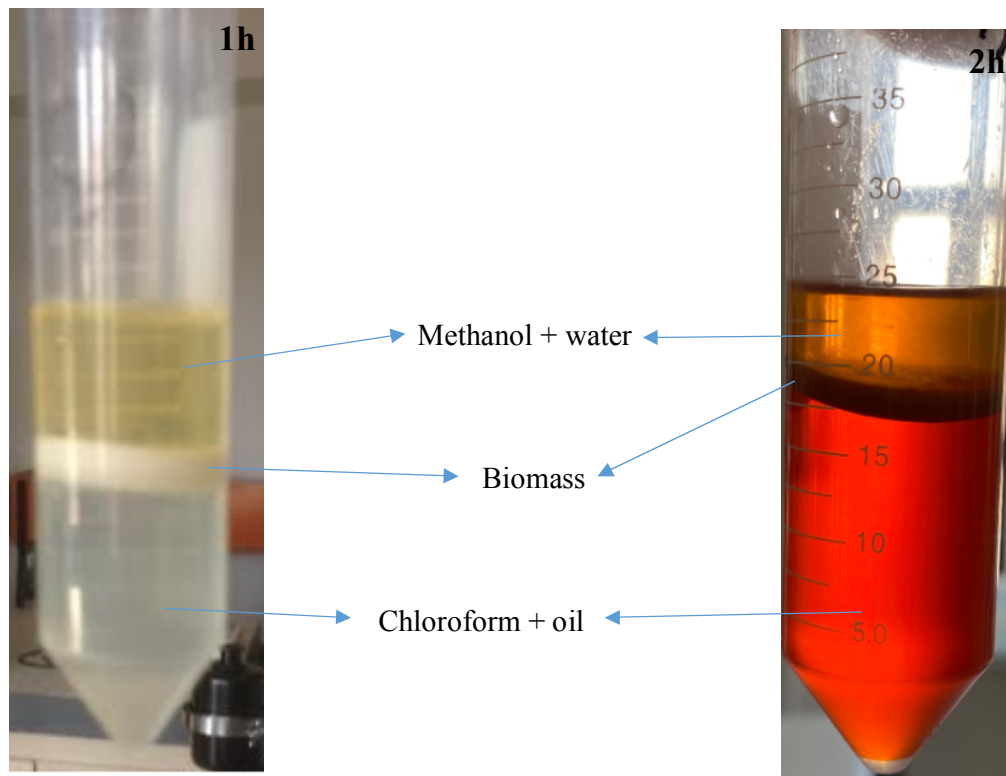 1h
2h
35
30
25
Methanol + water
20
15
Biomass
10
Chloroform + oil
5.0